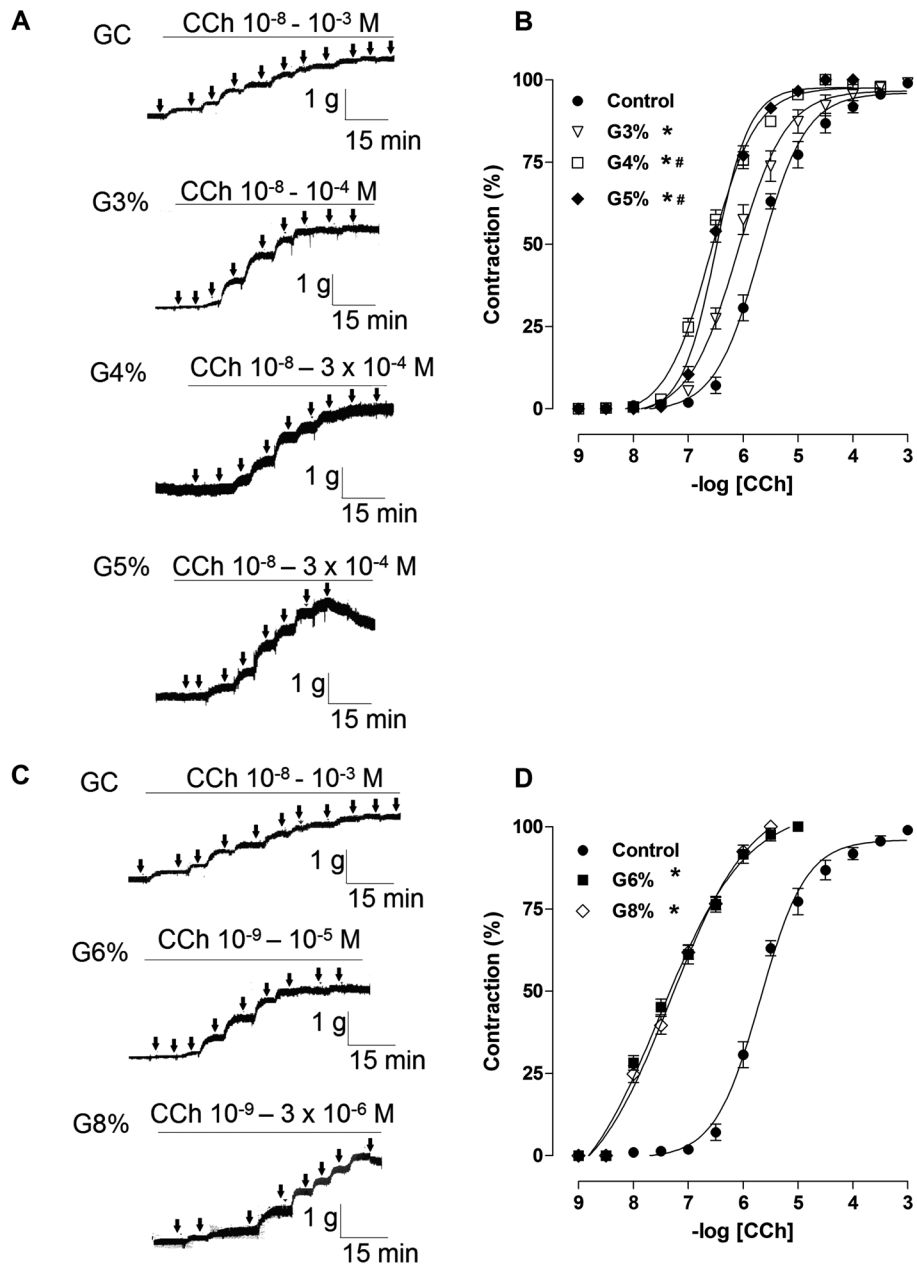 A
GC
CCh 10⁻⁸ - 10⁻³ M
1 g
15 min
G3%
CCh 10⁻⁸ - 10⁻⁴ M
1 g
15 min
G4%
CCh 10⁻⁸ – 3 x 10⁻⁴ M
1 g
15 min
G5%
CCh 10⁻⁸ – 3 x 10⁻⁴ M
1 g
15 min
B
Contraction (%)
100
75
50
25
0
Control
G3% *
G4% *#
G5% *#
9 8 7 6 5 4 3
-log [CCh]
C
GC
CCh 10⁻⁸ - 10⁻³ M
1 g
15 min
G6%
CCh 10⁻⁹ – 10⁻⁵ M
1 g
15 min
G8%
CCh 10⁻⁹ – 3 x 10⁻⁶ M
1 g
15 min
D
Contraction (%)
100
75
50
25
0
Control
G6% *
G8% *
9 8 7 6 5 4 3
-log [CCh]